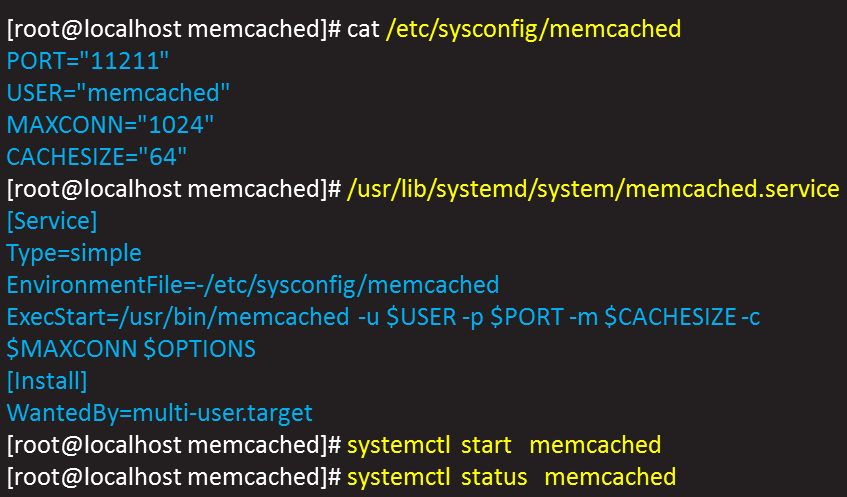 [root@localhost memcached]# cat /etc/sysconfig/memcached
PORT="11211"
USER="memcached"
MAXCONN="1024"
CACHESIZE="64"
[root@localhost memcached]# /usr/lib/systemd/system/memcached.service
[Service]
Type=simple
EnvironmentFile=-/etc/sysconfig/memcached
ExecStart=/usr/bin/memcached -u $USER -p $PORT -m $CACHESIZE -c
$MAXCONN $OPTIONS
[Install]
WantedBy=multi-user.target
[root@localhost memcached]# systemctl start memcached
[root@localhost memcached]# systemctl status memcached